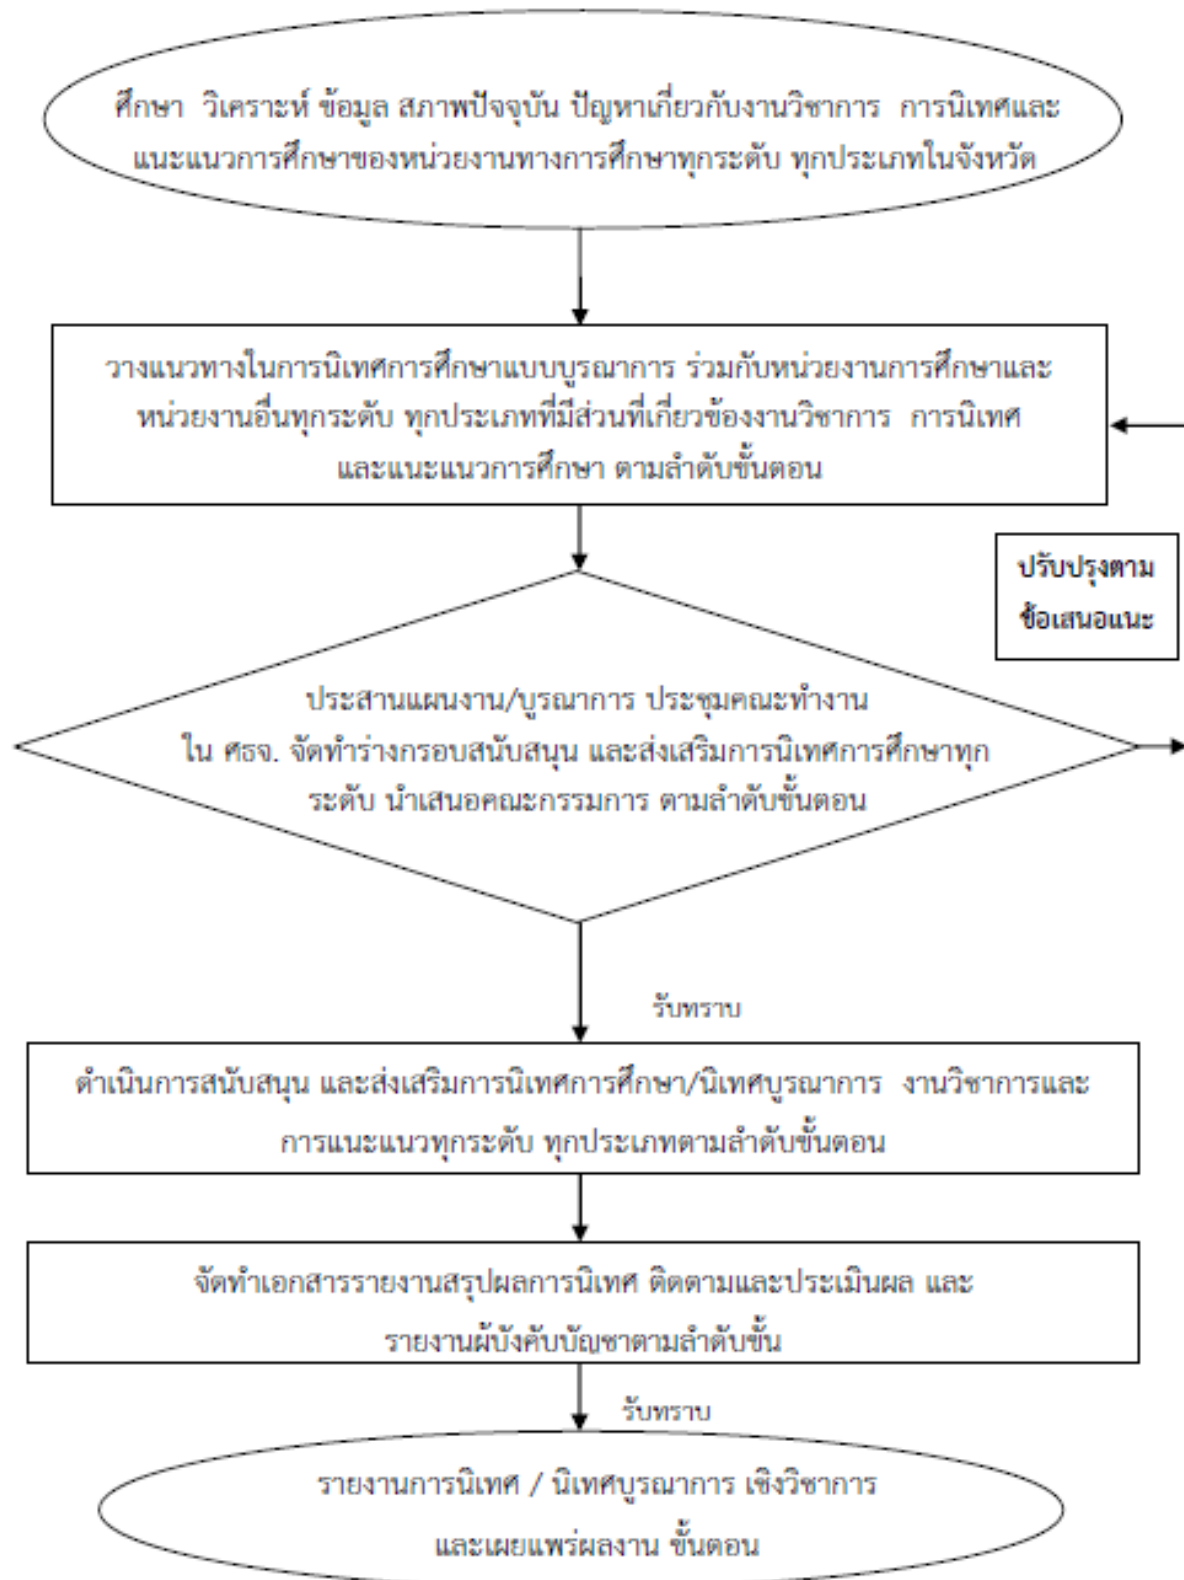 ศึกษา วิเคราะห์ ข้อมูล สภาพปัจจุบัน ปัญหาเกี่ยวกับงานวิชาการ การนิเทศและ
แนะแนวการศึกษาของหน่วยงานทางการศึกษาทุกระดับ ทุกประเภทในจังหวัด
วางแนวทางในการนิเทศการศึกษาแบบบูรณาการ ร่วมกับหน่วยงานการศึกษาและ
หน่วยงานอื่นทุกระดับ ทุกประเภทที่มีส่วนที่เกี่ยวข้องงานวิชาการ การนิเทศ
และแนะแนวการศึกษา ตามลำดับขั้นตอน
ปรับปรุงตาม
ข้อเสนอแนะ
ประสานแผนงาน/บูรณาการ ประชุมคณะทำงาน
ใน ศธจ. จัดทำร่างกรอบสนับสนุน และส่งเสริมการนิเทศการศึกษาทุก
ระดับ นำเสนอคณะกรรมการ ตามลำดับขั้นตอน
รับทราบ
ดำเนินการสนับสนุน และส่งเสริมการนิเทศการศึกษา/นิเทศบูรณาการ งานวิชาการและ
การแนะแนวทุกระดับ ทุกประเภทตามลำดับขั้นตอน
จัดทำเอกสารรายงานสรุปผลการนิเทศ ติดตามและประเมินผล และ
รายงานผู้บังคับบัญชาตามลำดับขั้น
รับทราบ
รายงานการนิเทศ / นิเทศบูรณาการ เชิงวิชาการ
และเผยแพร่ผลงาน ขั้นตอน